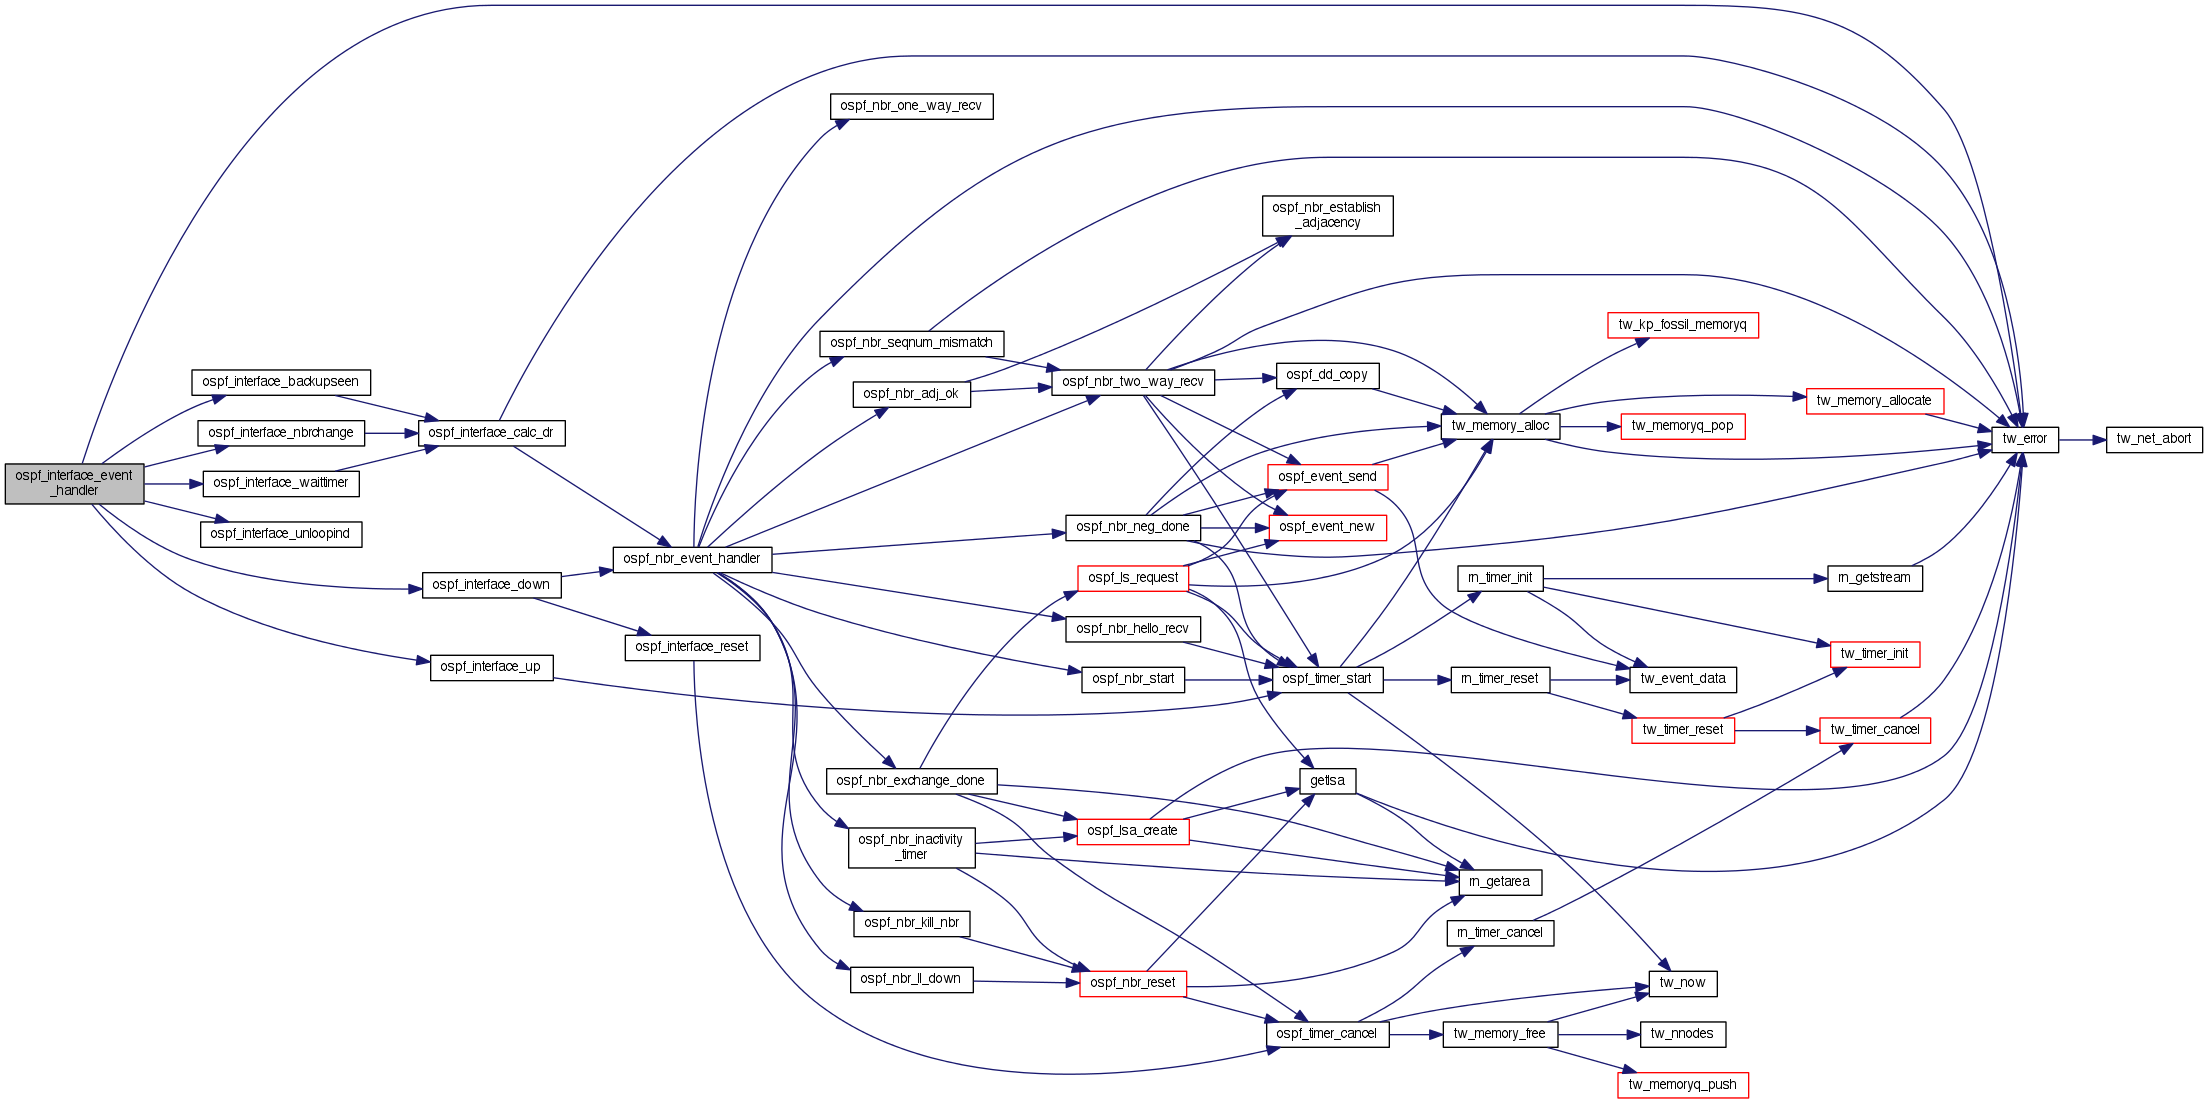 ospf_nbr_one_way_recv
ospf_nbr_establish
_adjacency
tw_kp_fossil_memoryq
ospf_nbr_seqnum_mismatch
ospf_interface_backupseen
ospf_nbr_adj_ok
ospf_nbr_two_way_recv
ospf_dd_copy
tw_memory_allocate
ospf_interface_nbrchange
ospf_interface_calc_dr
tw_memory_alloc
tw_memoryq_pop
tw_error
tw_net_abort
ospf_interface_event
_handler
ospf_interface_waittimer
ospf_event_send
ospf_interface_unloopind
ospf_nbr_neg_done
ospf_event_new
ospf_nbr_event_handler
ospf_interface_down
ospf_ls_request
rn_timer_init
rn_getstream
ospf_nbr_hello_recv
ospf_interface_reset
tw_timer_init
ospf_interface_up
ospf_nbr_start
ospf_timer_start
rn_timer_reset
tw_event_data
tw_timer_reset
tw_timer_cancel
ospf_nbr_exchange_done
getlsa
ospf_nbr_inactivity
_timer
ospf_lsa_create
rn_getarea
ospf_nbr_kill_nbr
rn_timer_cancel
ospf_nbr_ll_down
ospf_nbr_reset
tw_now
ospf_timer_cancel
tw_memory_free
tw_nnodes
tw_memoryq_push